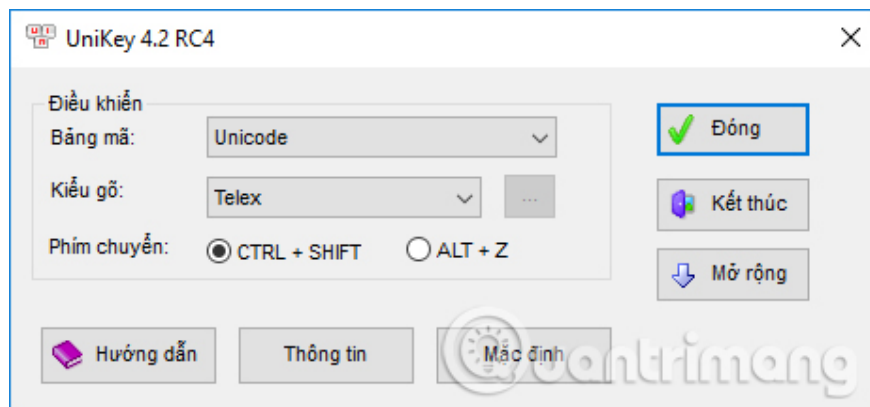 UniKey 4.2 RC4
Điều khiển
Bảng mã: Unicode
Đóng
Kiểu gõ: Telex ...
Kết thúc
Phím chuyển: CTRL + SHIFT ALT + Z
Mở rộng
Hướng dẫn Thông tin Mặc định
Quantrimang